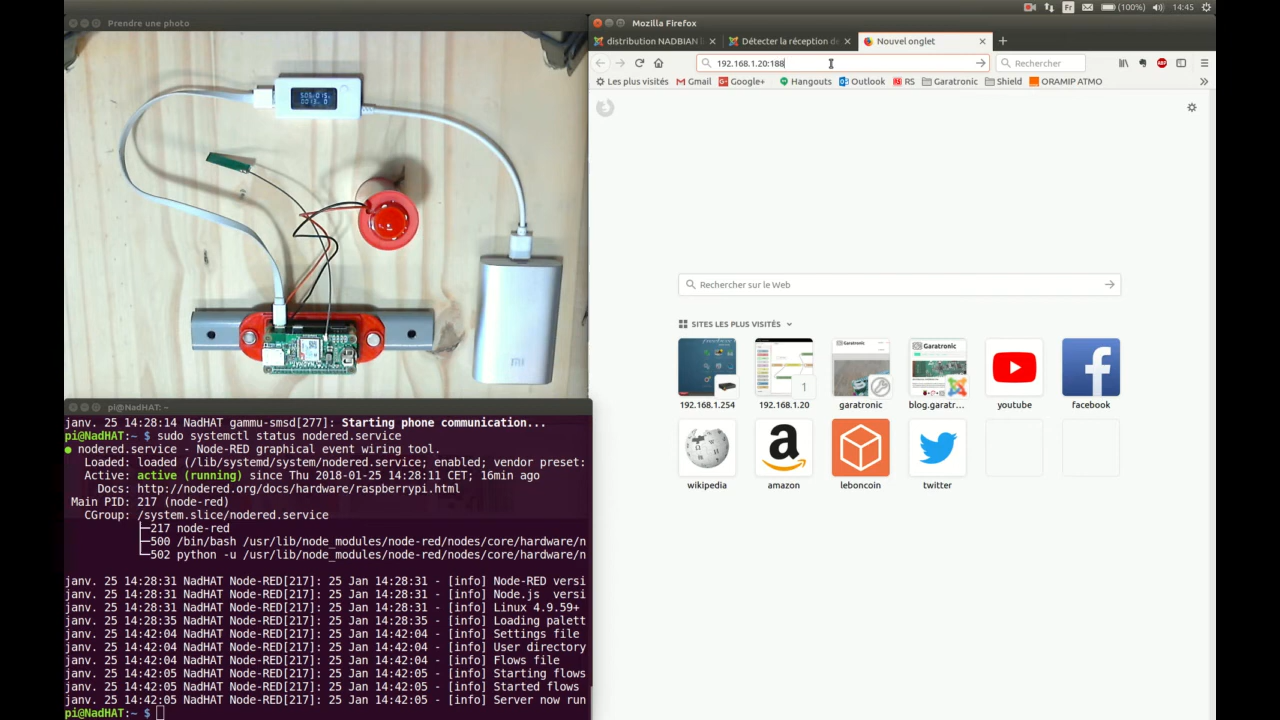 Fr (100%) 14:45
Prendre une photo
mi
pi@NadHAT: ~
janv. 25 14:28:14 NadHAT gammu-smsd[277]: Starting phone communication...
pi@NadHAT:~ $ sudo systemctl status nodered.service
● nodered.service - Node-RED graphical event wiring tool.
Loaded: loaded (/lib/systemd/system/nodered.service; enabled; vendor preset:
Active: active (running) since Thu 2018-01-25 14:28:11 CET; 16min ago
Docs: http://nodered.org/docs/hardware/raspberrypi.html
Main PID: 217 (node-red)
CGroup: /system.slice/nodered.service
├─217 node-red
├─500 /bin/bash /usr/lib/node_modules/node-red/nodes/core/hardware/n
└─502 python -u /usr/lib/node_modules/node-red/nodes/core/hardware/n
janv. 25 14:28:31 NadHAT Node-RED[217]: 25 Jan 14:28:31 - [info] Node-RED versi
janv. 25 14:28:31 NadHAT Node-RED[217]: 25 Jan 14:28:31 - [info] Node.js  versi
janv. 25 14:28:31 NadHAT Node-RED[217]: 25 Jan 14:28:31 - [info] Linux 4.9.59+
janv. 25 14:28:35 NadHAT Node-RED[217]: 25 Jan 14:28:35 - [info] Loading palett
janv. 25 14:42:04 NadHAT Node-RED[217]: 25 Jan 14:42:04 - [info] Settings file
janv. 25 14:42:04 NadHAT Node-RED[217]: 25 Jan 14:42:04 - [info] User directory
janv. 25 14:42:04 NadHAT Node-RED[217]: 25 Jan 14:42:04 - [info] Flows file
janv. 25 14:42:05 NadHAT Node-RED[217]: 25 Jan 14:42:05 - [info] Starting flows
janv. 25 14:42:05 NadHAT Node-RED[217]: 25 Jan 14:42:05 - [info] Started flows
janv. 25 14:42:05 NadHAT Node-RED[217]: 25 Jan 14:42:05 - [info] Server now run
pi@NadHAT:~ $
Mozilla Firefox
distribution NADBIAN Détecter la réception de Nouvel onglet
192.168.1.20:188 Rechercher
Les plus visités Gmail Google+ Hangouts Outlook RS Garatronic Shield ORAMIP ATMO
Rechercher sur le Web
SITES LES PLUS VISITÉS
Garatronic Garatronic
1
192.168.1.254 192.168.1.20 garatronic blog.garatr... youtube facebook
wikipedia amazon leboncoin twitter